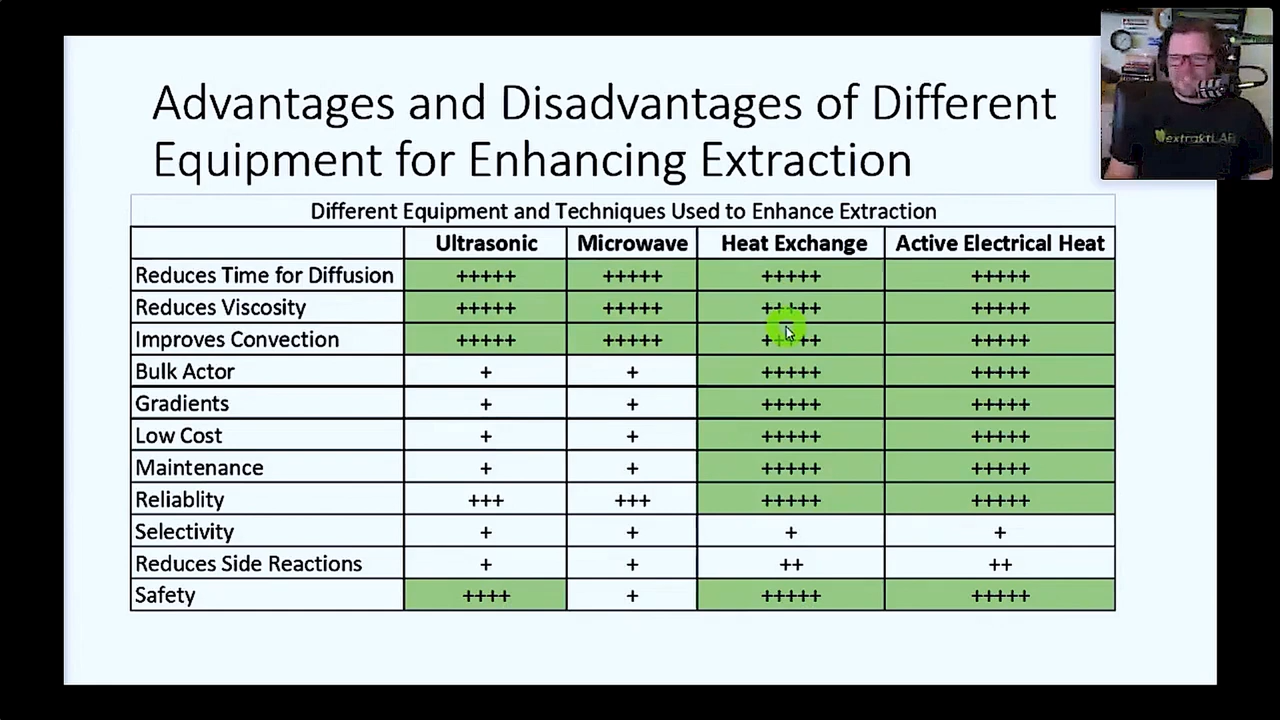 Advantages and Disadvantages of Different
Equipment for Enhancing Extraction
Different Equipment and Techniques Used to Enhance Extraction
Ultrasonic Microwave Heat Exchange Active Electrical Heat
Reduces Time for Diffusion +++++ +++++ +++++ +++++
Reduces Viscosity +++++ +++++ +++++ +++++
Improves Convection +++++ +++++ +++++ +++++
Bulk Actor + + +++++ +++++
Gradients + + +++++ +++++
Low Cost + + +++++ +++++
Maintenance + + +++++ +++++
Reliablity +++ +++ +++++ +++++
Selectivity + + + +
Reduces Side Reactions + + ++ ++
Safety ++++ + +++++ +++++
extraktLAB